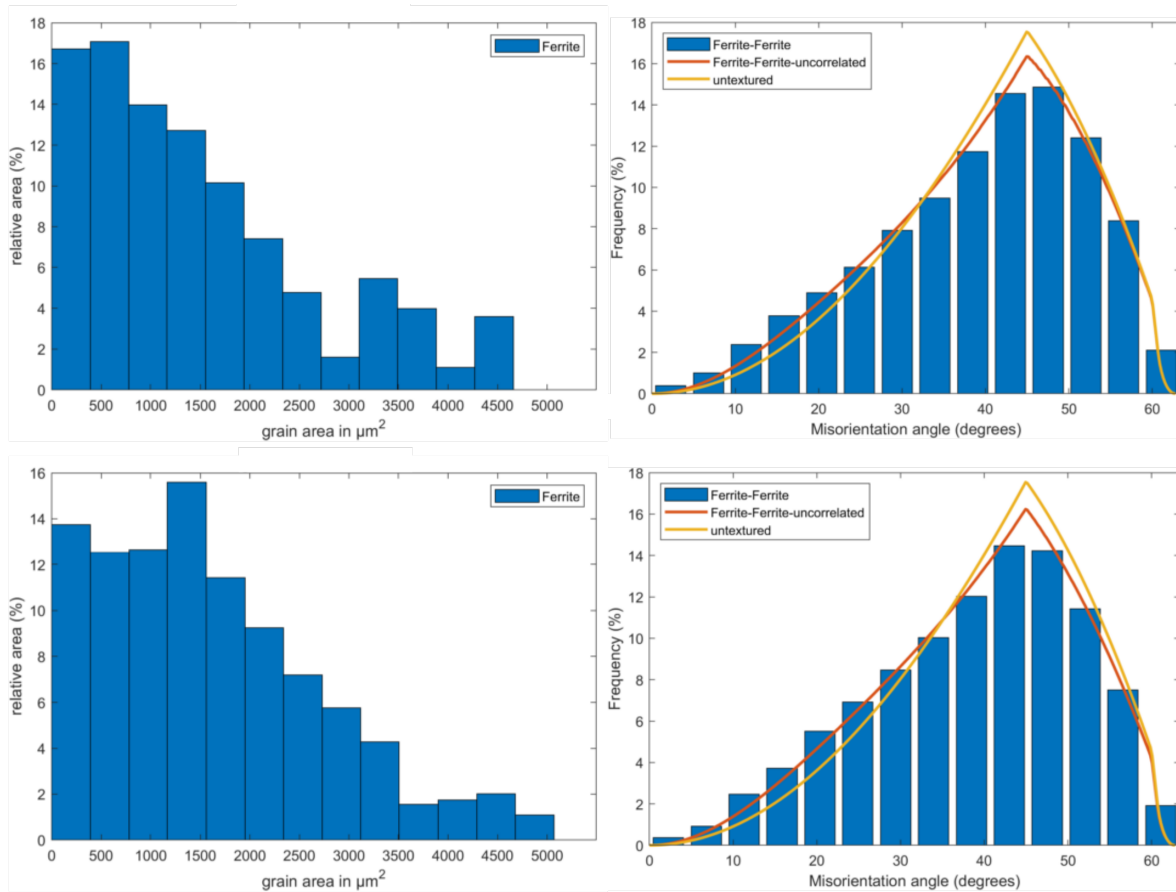 18
16
14
12
10
8
6
4
2
0
relative area (%)
Ferrite
0 500 1000 1500 2000 2500 3000 3500 4000 4500 5000
grain area in µm²
18
16
14
12
10
8
6
4
2
0
Frequency (%)
Ferrite-Ferrite
Ferrite-Ferrite-uncorrelated
untextured
0 10 20 30 40 50 60
Misorientation angle (degrees)
16
14
12
10
8
6
4
2
0
relative area (%)
Ferrite
0 500 1000 1500 2000 2500 3000 3500 4000 4500 5000
grain area in µm²
18
16
14
12
10
8
6
4
2
0
Frequency (%)
Ferrite-Ferrite
Ferrite-Ferrite-uncorrelated
untextured
0 10 20 30 40 50 60
Misorientation angle (degrees)